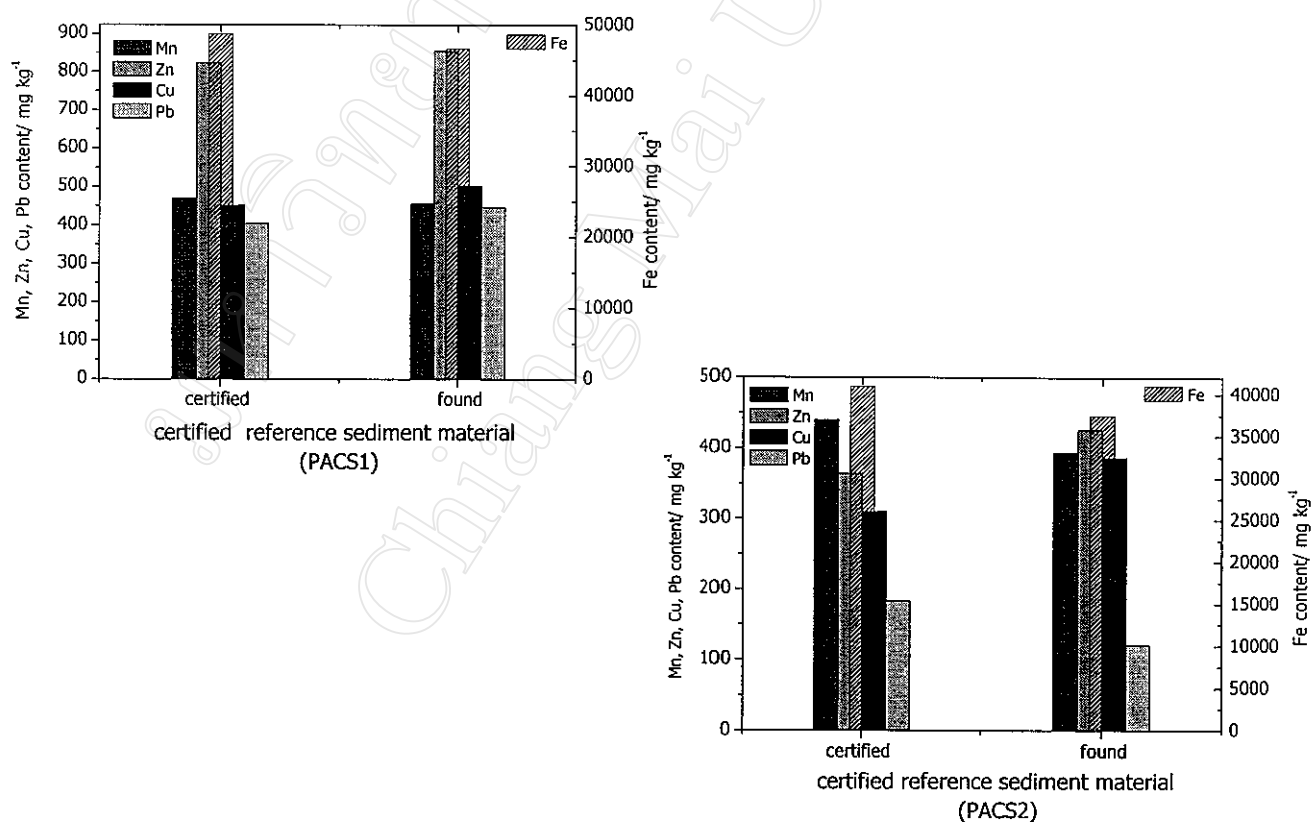 Mn, Zn, Cu, Pb content/ mg kg⁻¹
900
800
700
600
500
400
300
200
100
0
Mn
Zn
Cu
Pb
Fe
50000
40000
30000
20000
10000
0
Fe content/ mg kg⁻¹
certified
found
certified reference sediment material
(PACS1)
Mn, Zn, Cu, Pb content/ mg kg⁻¹
500
400
300
200
100
0
Mn
Zn
Cu
Pb
Fe
40000
35000
30000
25000
20000
15000
10000
5000
0
Fe content/ mg kg⁻¹
certified
found
certified reference sediment material
(PACS2)
Chiang Mai U